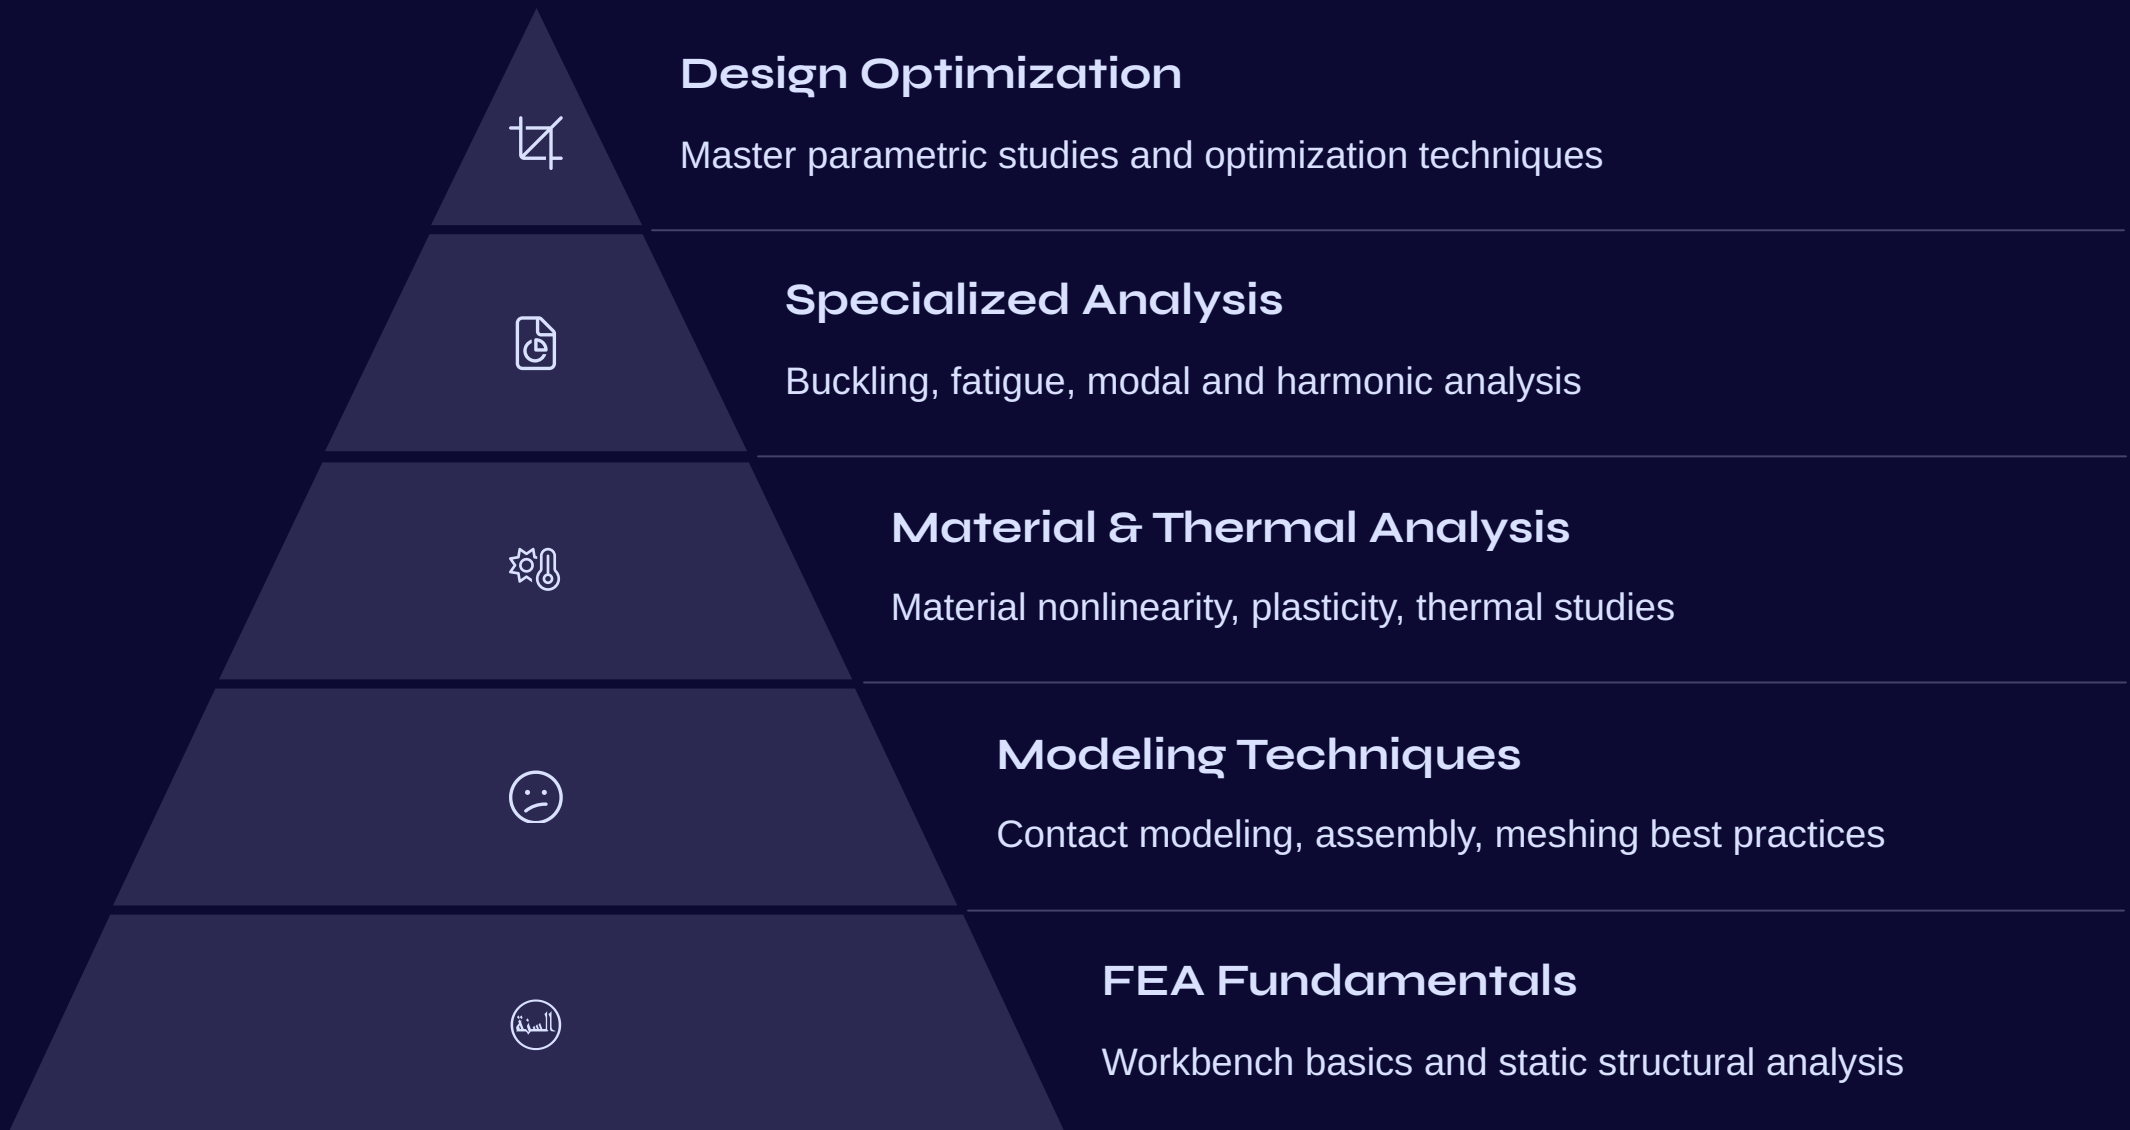 Design Optimization
Master parametric studies and optimization techniques
Specialized Analysis
Buckling, fatigue, modal and harmonic analysis
Material & Thermal Analysis
Material nonlinearity, plasticity, thermal studies
Modeling Techniques
Contact modeling, assembly, meshing best practices
السنة
FEA Fundamentals
Workbench basics and static structural analysis